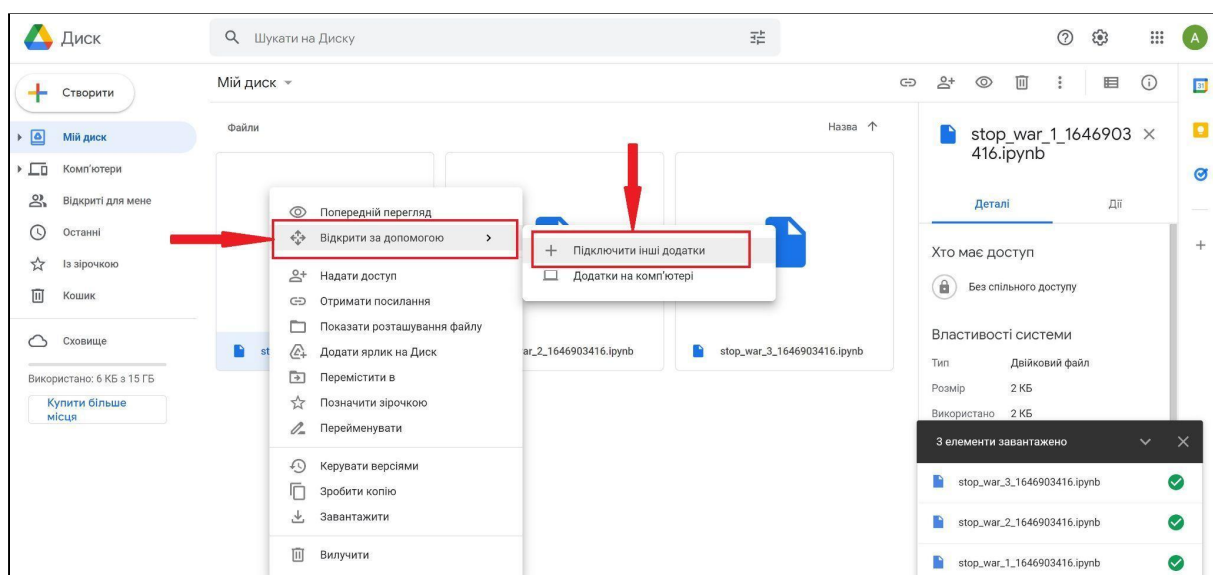 Диск
Шукати на Диску
A
Створити
Мій диск
31
Мій диск
Комп'ютери
Відкриті для мене
Останні
Із зірочкою
Кошик
Сховище
Використано: 6 КБ з 15 ГБ
Купити більше
місця
Файли
Назва
Попередній перегляд
Відкрити за допомогою
Надати доступ
Отримати посилання
Показати розташування файлу
Додати ярлик на Диск
Перемістити в
Позначити зірочкою
Перейменувати
Керувати версіями
Зробити копію
Завантажити
Вилучити
Підключити інші додатки
Додатки на комп'ютері
st
ar_2_1646903416.ipynb
stop_war_3_1646903416.ipynb
stop_war_1_1646903
416.ipynb
Деталі
Дії
Хто має доступ
Без спільного доступу
Властивості системи
Тип Двійковий файл
Розмір 2 КБ
Використано 2 КБ
3 елементи завантажено
stop_war_3_1646903416.ipynb
stop_war_2_1646903416.ipynb
stop_war_1_1646903416.ipynb